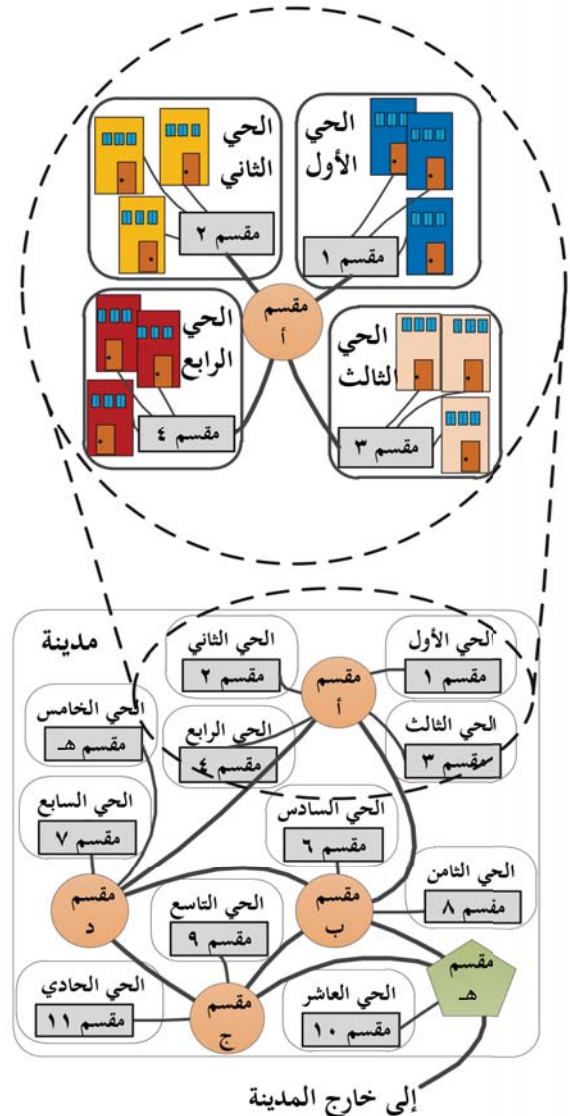 الحي
الأول
مقسم ١
الحي
الثاني
مقسم ٢
مقسم
أ
الحي
الثالث
مقسم ٣
الحي
الرابع
مقسم ٤
مدينة
الحي الأول
مقسم ١
الحي الثاني
مقسم ٢
مقسم
أ
الحي الثالث
مقسم ٣
الحي الرابع
مقسم ٤
الحي الخامس
مقسم هـ
الحي السادس
مقسم ٦
الحي السابع
مقسم ٧
الحي الثامن
مقسم ٨
مقسم
ب
مقسم
د
الحي التاسع
مقسم ٩
مقسم
هـ
الحي العاشر
مقسم ١٠
مقسم
ج
الحي الحادي
مقسم ١١
إلى خارج المدينة